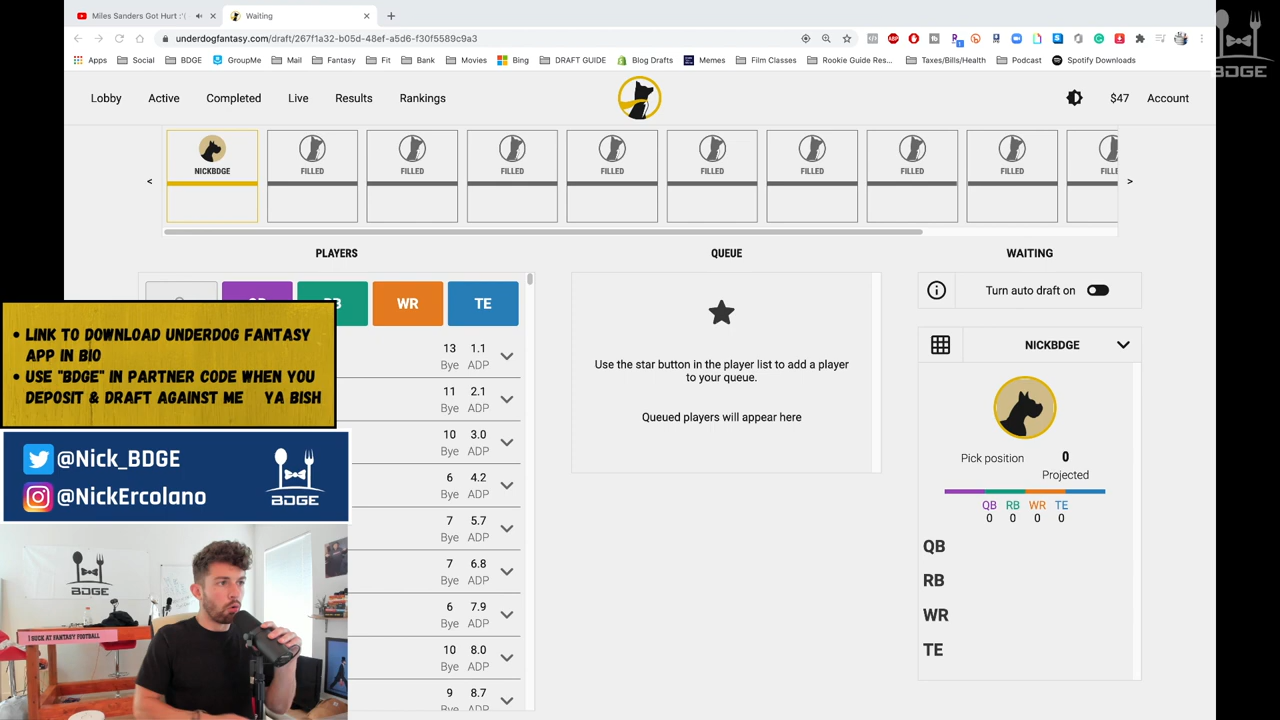 Miles Sanders Got Hurt :'(
Waiting
underdogfantasy.com/draft/267f1a32-b05d-48ef-a5d6-f30f5589c9a3
Apps Social BDGE GroupMe Mail Fantasy Fit Bank Movies Bing DRAFT GUIDE Blog Drafts Memes Film Classes Rookie Guide Res... Taxes/Bills/Health Podcast Spotify Downloads
BDGE
Lobby Active Completed Live Results Rankings $47 Account
NICKBDGE FILLED FILLED FILLED FILLED FILLED FILLED FILLED FILLED FILLE
< >
PLAYERS QUEUE WAITING
WR TE
Turn auto draft on
LINK TO DOWNLOAD UNDERDOG FANTASY
APP IN BIO
USE "BDGE" IN PARTNER CODE WHEN YOU
DEPOSIT & DRAFT AGAINST ME YA BISH
13 1.1
Bye ADP
11 2.1
Bye ADP
10 3.0
Bye ADP
6 4.2
Bye ADP
7 5.7
Bye ADP
7 6.8
Bye ADP
6 7.9
Bye ADP
10 8.0
Bye ADP
9 8.7
Bye ADP
Use the star button in the player list to add a player
to your queue.
Queued players will appear here
NICKBDGE
Pick position
0
Projected
QB RB WR TE
0 0 0 0
QB
RB
WR
TE
@Nick_BDGE
@NickErcolano
BDGE
BDGE
I SUCK AT FANTASY FOOTBALL